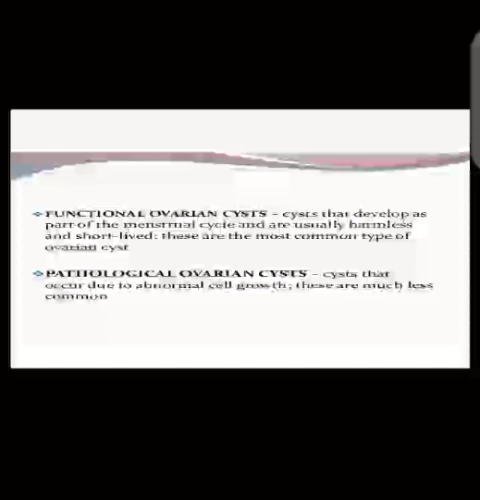 FUNCTIONAL OVARIAN CYSTS – cysts that develop as
part of the menstrual cycle and are usually harmless
and short-lived; these are the most common type of
ovarian cyst
PATHOLOGICAL OVARIAN CYSTS – cysts that
occur due to abnormal cell growth; these are much less
common